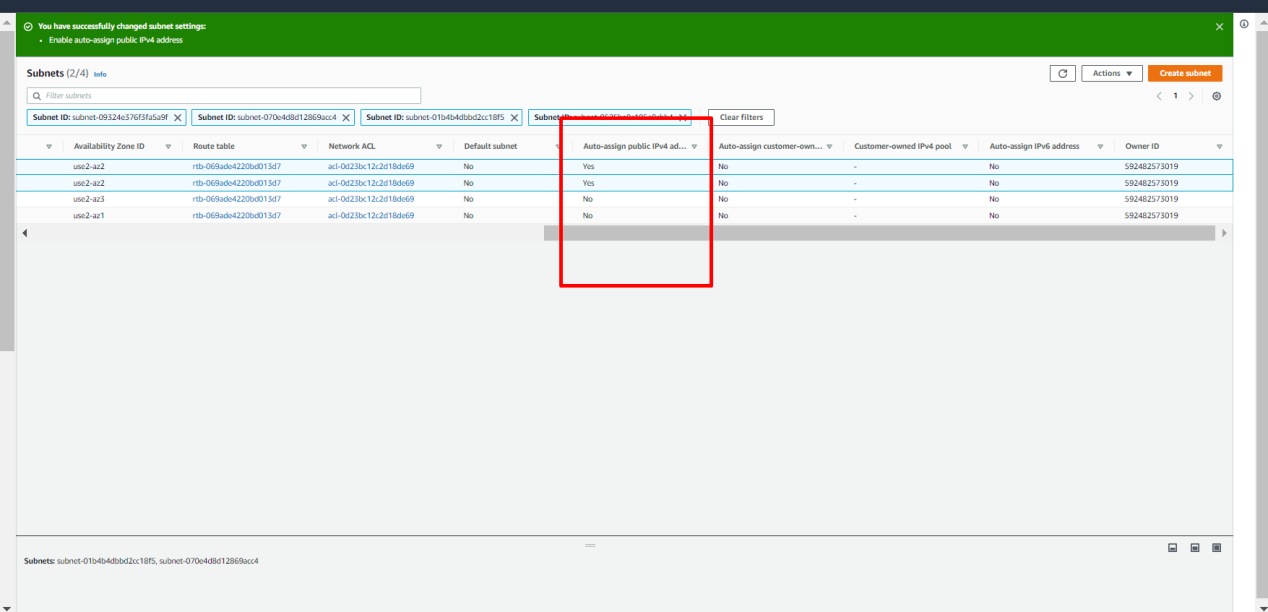 You have successfully changed subnet settings:
• Enable auto-assign public IPv4 address
Subnets (2/4) Info
Actions
Create subnet
Filter subnets
1
Subnet ID: subnet-09324e376f3fa5a9f
Subnet ID: subnet-070e4d8d12869acc4
Subnet ID: subnet-01b4b4dbbd2cc18f5
Subnet
Clear filters
Availability Zone ID Route table Network ACL Default subnet Auto-assign public IPv4 ad... Auto-assign customer-own... Customer-owned IPv4 pool Auto-assign IPv6 address Owner ID
use2-az2 rtb-069ade4220bd013d7 acl-0d23bc12c2d18de69 No Yes No - No 592482573019
use2-az2 rtb-069ade4220bd013d7 acl-0d23bc12c2d18de69 No Yes No - No 592482573019
use2-az3 rtb-069ade4220bd013d7 acl-0d23bc12c2d18de69 No No No - No 592482573019
use2-az1 rtb-069ade4220bd013d7 acl-0d23bc12c2d18de69 No No No - No 592482573019
Subnets: subnet-01b4b4dbbd2cc18f5, subnet-070e4d8d12869acc4